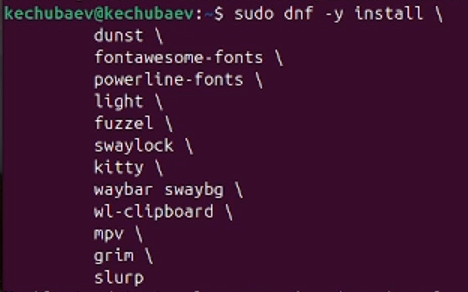 kechubaev@kechubaev:~$ sudo dnf -y install \
dunst \
fontawesome-fonts \
powerline-fonts \
light \
fuzzel \
swaylock \
kitty \
waybar swaybg \
wl-clipboard \
mpv \
grim \
slurp